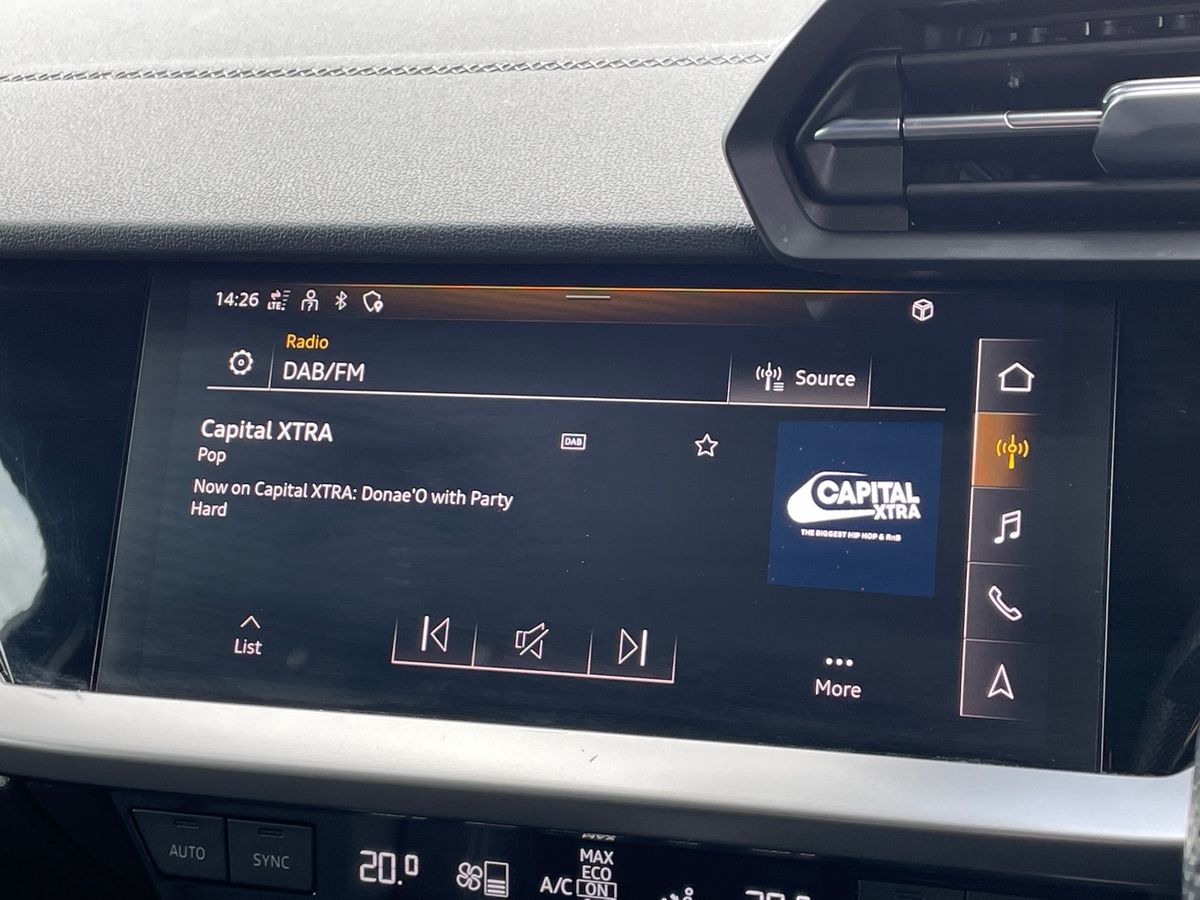 14:26 LTE
Radio
DAB/FM
Source
Capital XTRA
DAB
Pop
Now on Capital XTRA: Donae'O with Party
Hard
CAPITAL
XTRA
THE BIGGEST HIP HOP & RnB
List
More
AUTO
SYNC
20.0
MAX
ECO
A/C ON